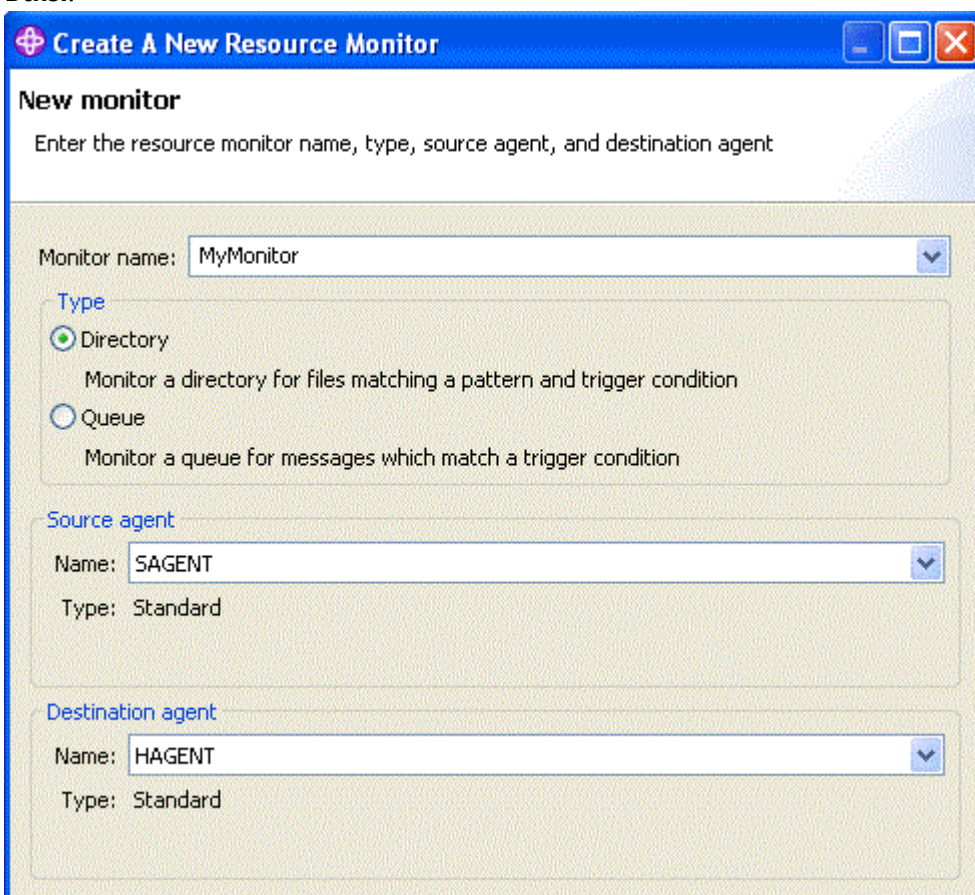 Create A New Resource Monitor
New monitor
Enter the resource monitor name, type, source agent, and destination agent
Monitor name: MyMonitor
Type
Directory
Monitor a directory for files matching a pattern and trigger condition
Queue
Monitor a queue for messages which match a trigger condition
Source agent
Name: SAGENT
Type: Standard
Destination agent
Name: HAGENT
Type: Standard